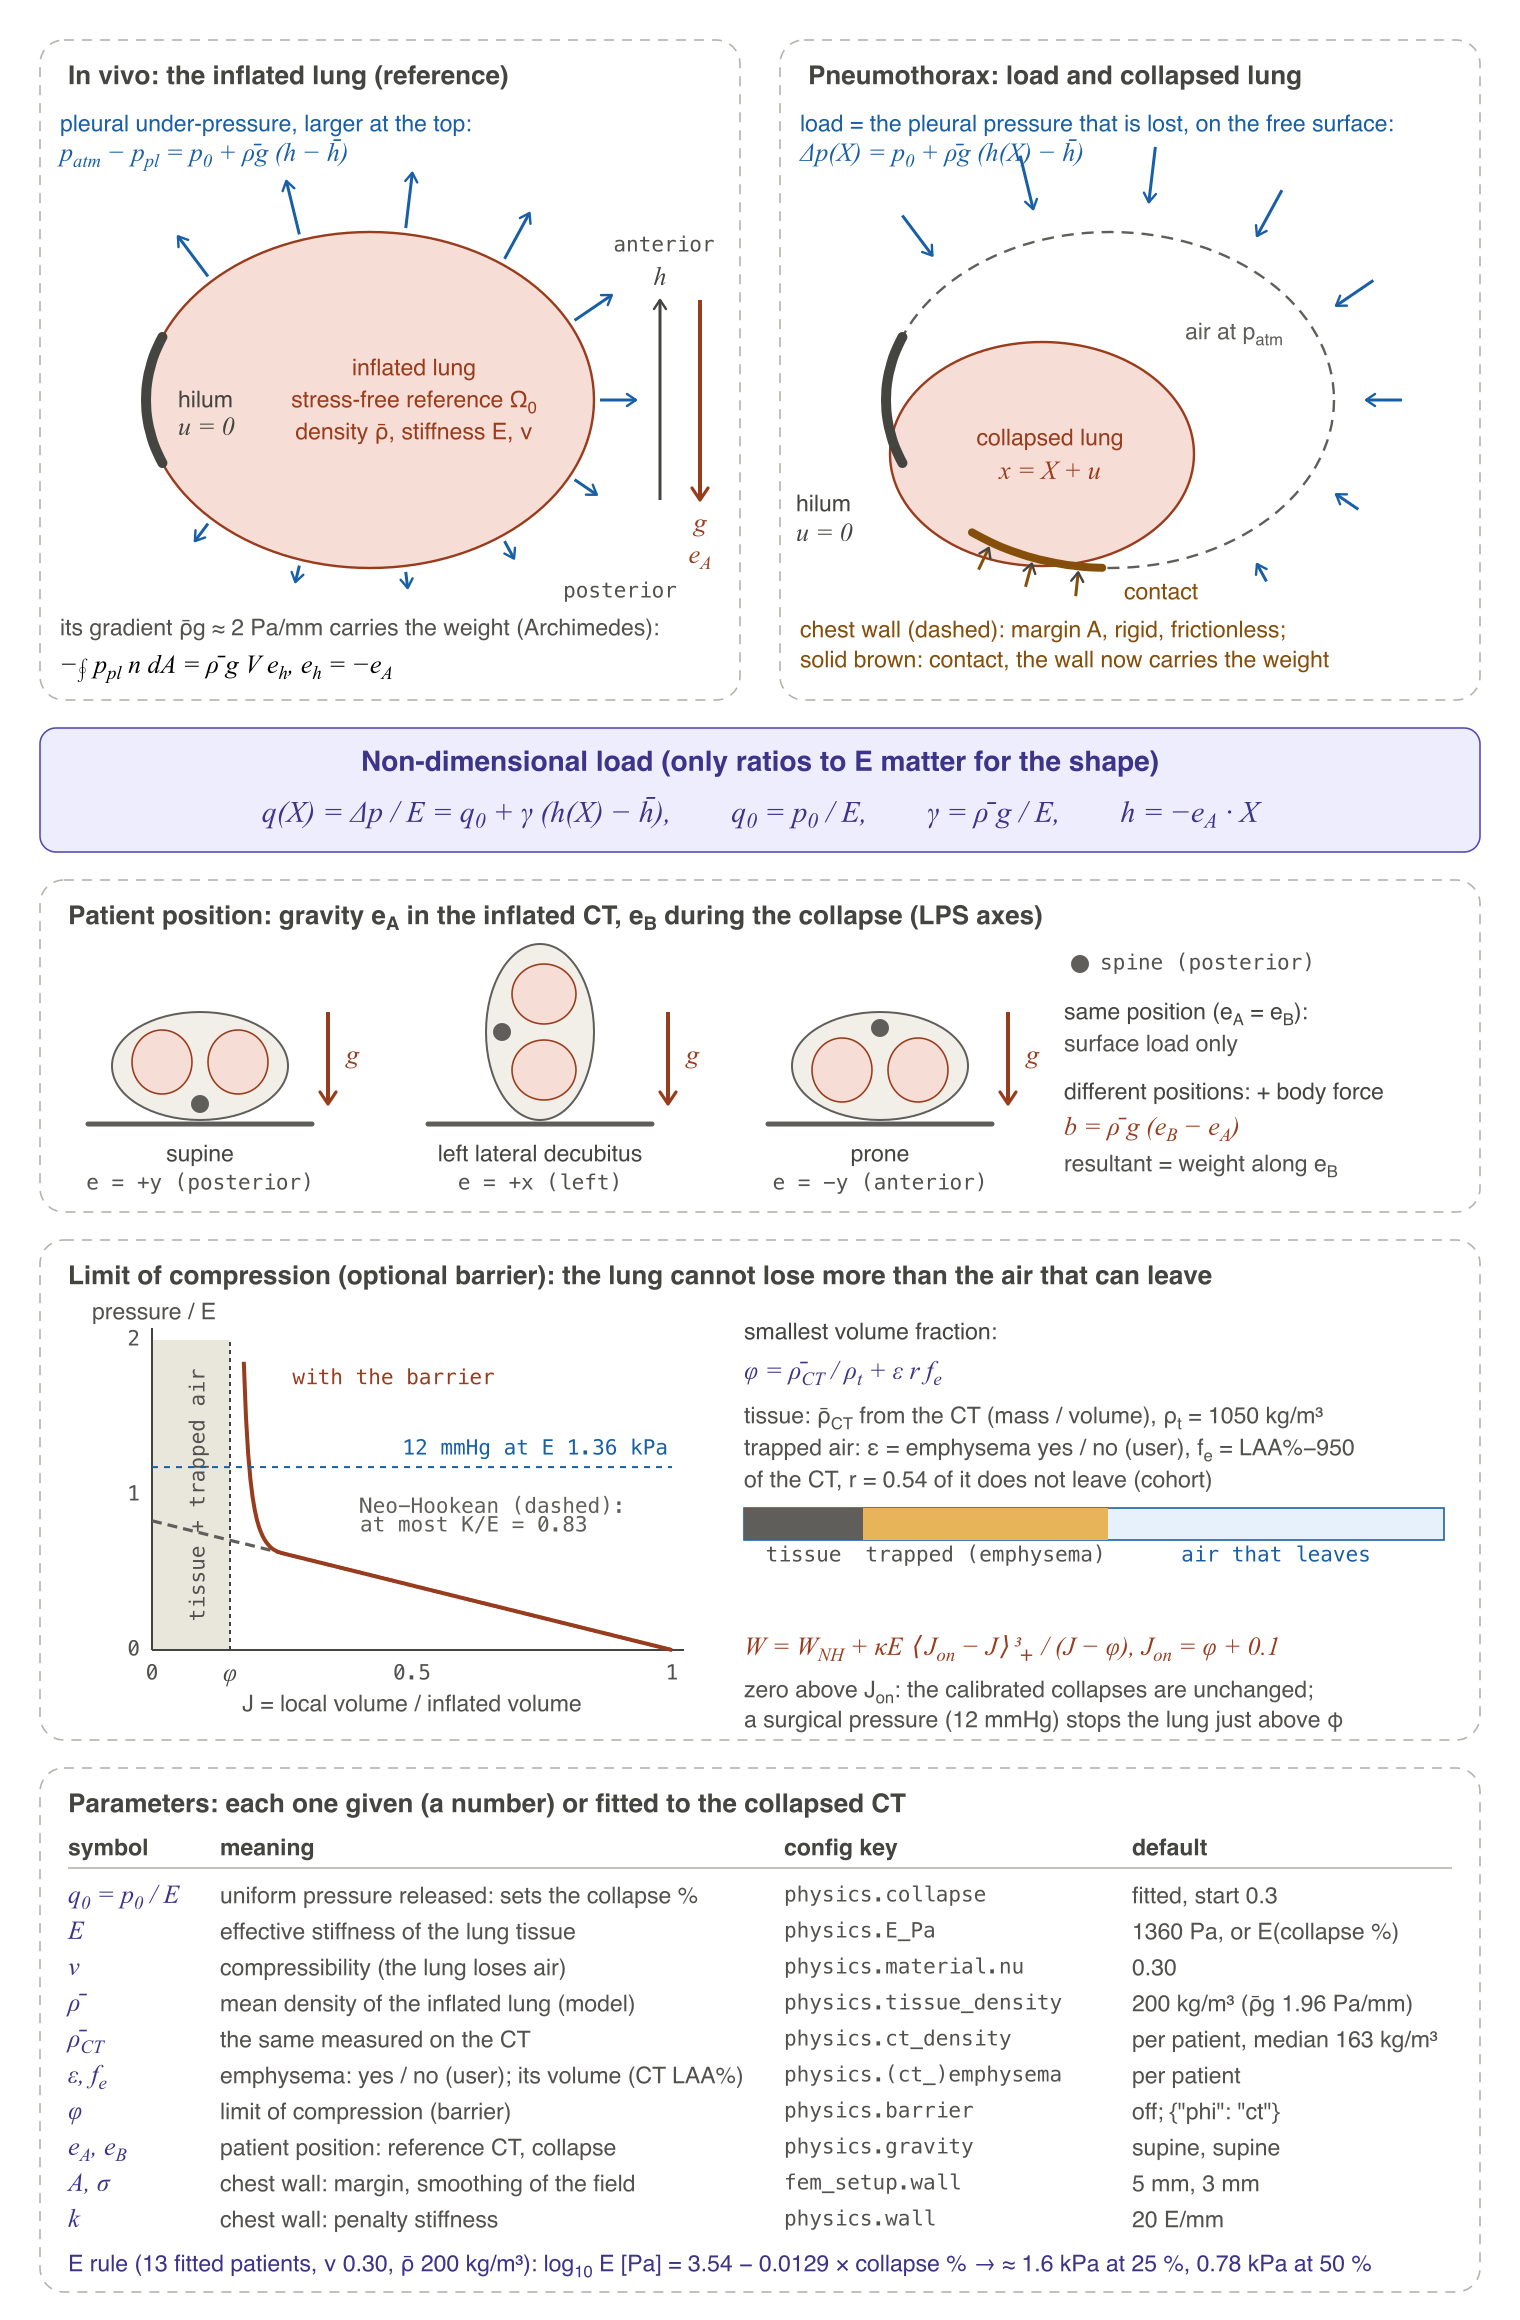 In vivo: the inflated lung (reference)
pleural under-pressure, larger at the top:
p_atm − p_pl = p_0 + ρ̄g (h − h̄)
anterior
h
inflated lung
stress-free reference Ω_0
density ρ̄, stiffness E, ν
hilum
u = 0
g
e_A
posterior
its gradient ρ̄g ≈ 2 Pa/mm carries the weight (Archimedes):
−∮ p_pl n dA = ρ̄ g V e_h, e_h = −e_A
Pneumothorax: load and collapsed lung
load = the pleural pressure that is lost, on the free surface:
Δp(X) = p_0 + ρ̄g (h(X) − h̄)
air at p_atm
collapsed lung
x = X + u
hilum
u = 0
contact
chest wall (dashed): margin A, rigid, frictionless;
solid brown: contact, the wall now carries the weight
Non-dimensional load (only ratios to E matter for the shape)
q(X) = Δp / E = q_0 + γ (h(X) − h̄), q_0 = p_0 / E, γ = ρ̄ g / E, h = −e_A · X
Patient position: gravity e_A in the inflated CT, e_B during the collapse (LPS axes)
g
supine
e = +y (posterior)
g
left lateral decubitus
e = +x (left)
g
prone
e = −y (anterior)
spine (posterior)
same position (e_A = e_B):
surface load only
different positions: + body force
b = ρ̄ g (e_B − e_A)
resultant = weight along e_B
Limit of compression (optional barrier): the lung cannot lose more than the air that can leave
pressure / E
2
1
0
tissue + trapped air
with the barrier
12 mmHg at E 1.36 kPa
Neo−Hookean (dashed):
at most K/E = 0.83
0 φ 0.5 1
J = local volume / inflated volume
smallest volume fraction:
φ = ρ̄_CT / ρ_t + ε r f_e
tissue: ρ̄_CT from the CT (mass / volume), ρ_t = 1050 kg/m³
trapped air: ε = emphysema yes / no (user), f_e = LAA%−950
of the CT, r = 0.54 of it does not leave (cohort)
tissue trapped (emphysema) air that leaves
W = W_NH + κE ⟨J_on − J⟩³₊ / (J − φ), J_on = φ + 0.1
zero above J_on: the calibrated collapses are unchanged;
a surgical pressure (12 mmHg) stops the lung just above ϕ
Parameters: each one given (a number) or fitted to the collapsed CT
symbol meaning config key default
q_0 = p_0 / E uniform pressure released: sets the collapse % physics.collapse fitted, start 0.3
E effective stiffness of the lung tissue physics.E_Pa 1360 Pa, or E(collapse %)
ν compressibility (the lung loses air) physics.material.nu 0.30
ρ̄ mean density of the inflated lung (model) physics.tissue_density 200 kg/m³ (ρ̄g 1.96 Pa/mm)
ρ̄_CT the same measured on the CT physics.ct_density per patient, median 163 kg/m³
ε, f_e emphysema: yes / no (user); its volume (CT LAA%) physics.(ct_)emphysema per patient
φ limit of compression (barrier) physics.barrier off; {"phi": "ct"}
e_A, e_B patient position: reference CT, collapse physics.gravity supine, supine
A, σ chest wall: margin, smoothing of the field fem_setup.wall 5 mm, 3 mm
k chest wall: penalty stiffness physics.wall 20 E/mm
E rule (13 fitted patients, ν 0.30, ρ̄ 200 kg/m³): log₁₀ E [Pa] = 3.54 − 0.0129 × collapse % → ≈ 1.6 kPa at 25 %, 0.78 kPa at 50 %